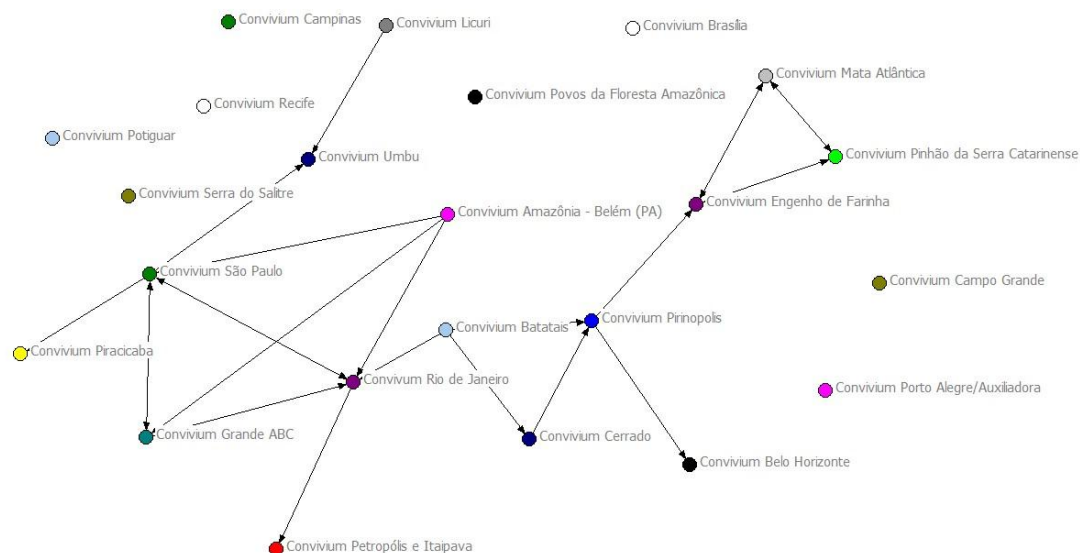 Convivium Campinas
Convivium Licuri
Convivium Brasília
Convivium Mata Atlântica
Convivium Povos da Floresta Amazônica
Convivium Recife
Convivium Potiguar
Convivium Umbu
Convivium Pinhão da Serra Catarinense
Convivium Serra do Salitre
Convivium Engenho de Farinha
Convivium Amazônia - Belém (PA)
Convivium São Paulo
Convivium Campo Grande
Convivium Pirinopolis
Convivium Batatais
Convivium Piracicaba
Convivum Rio de Janeiro
Convivium Porto Alegre/Auxiliadora
Convivium Grande ABC
Convivium Cerrado
Convivium Belo Horizonte
Convivium Petropólis e Itaipava